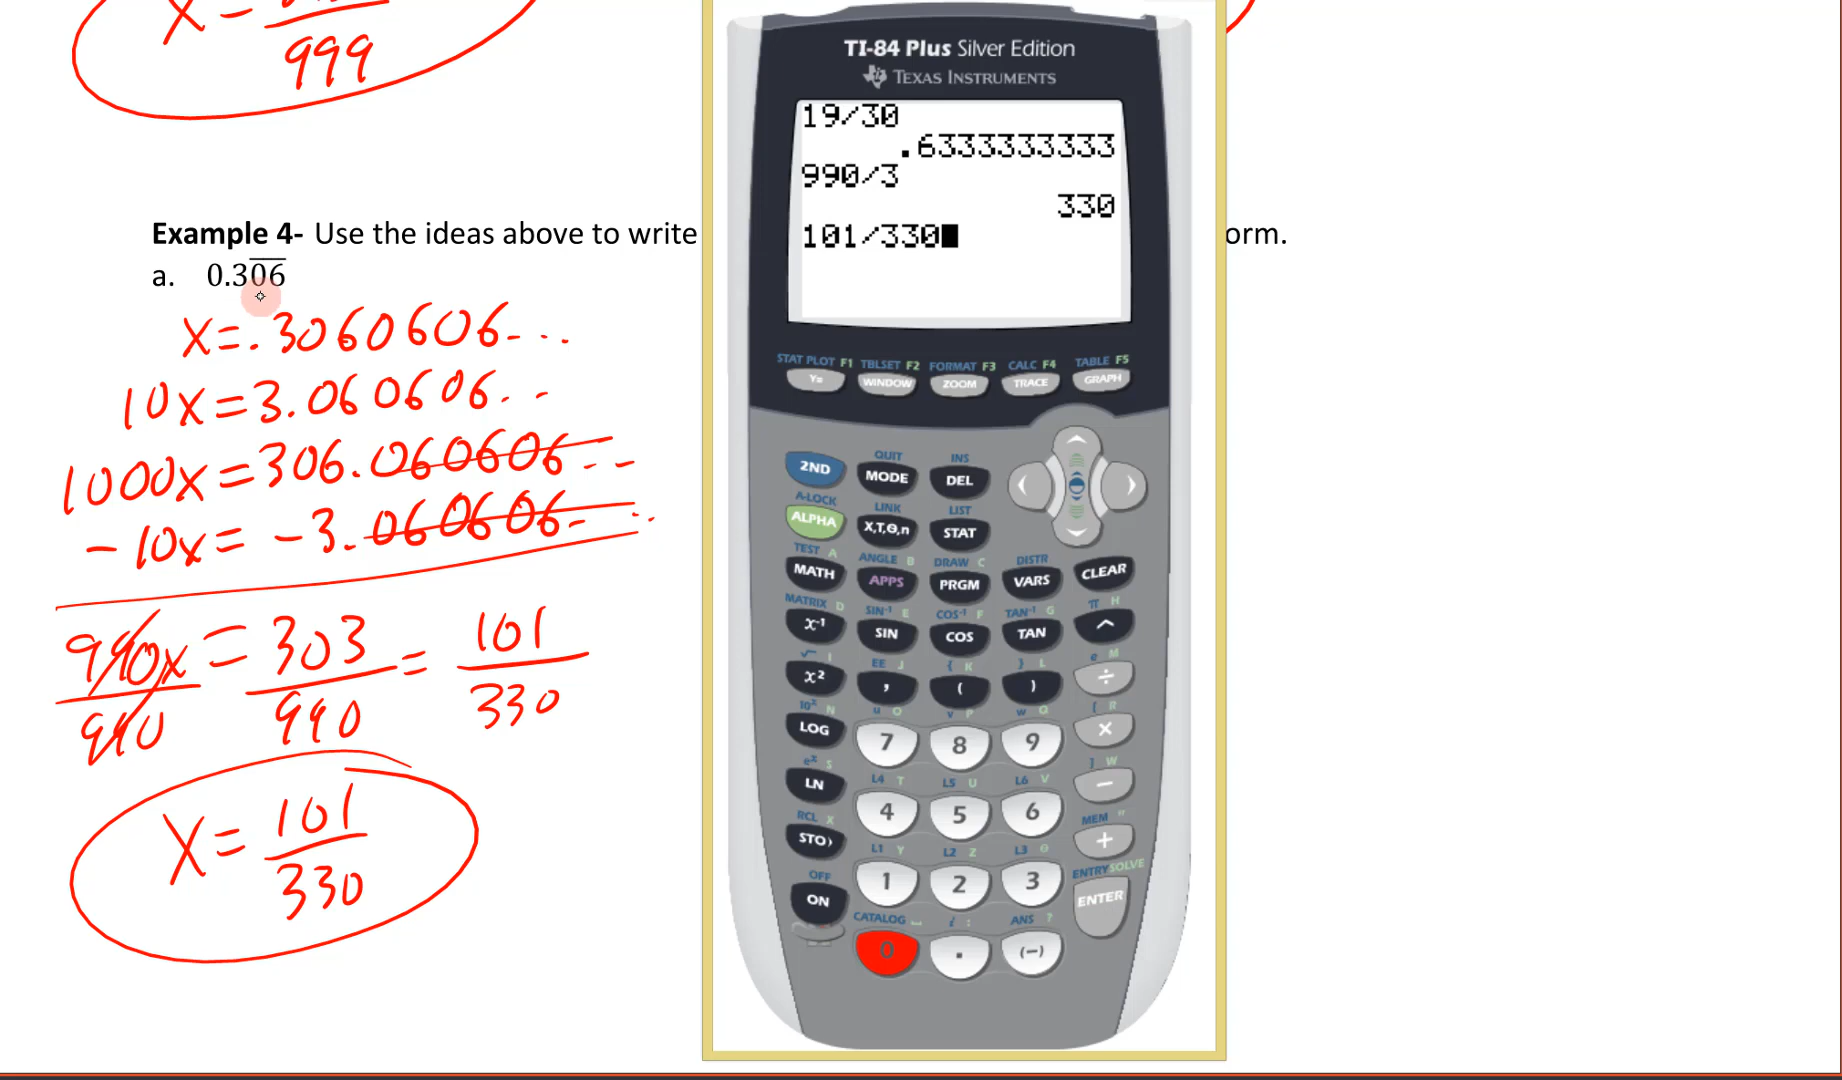 999
Example 4- Use the ideas above to write orm.
a. 0.3\overline{06}
x=.3060606...
10x=3.060606...
1000x=306.060606...
-10x=-3.060606...
990x = 303 = 101
990 990 330
x= 101
330
TI-84 Plus Silver Edition
TEXAS INSTRUMENTS
19/30
.6333333333
990/3
330
101/330
STAT PLOT F1 TBLSET F2 FORMAT F3 CALC F4 TABLE F5
Y= WINDOW ZOOM TRACE GRAPH
QUIT INS
2ND MODE DEL
A-LOCK LINK LIST
ALPHA X,T,Θ,n STAT
TEST A ANGLE B DRAW C DISTR
MATH APPS PRGM VARS CLEAR
MATRIX D SIN⁻¹ E COS⁻¹ F TAN⁻¹ G π H
x⁻¹ SIN COS TAN ^
√ I EE J { K } L e M
x² , ( ) ÷
10ˣ N u O v P w Q [ R
LOG 7 8 9 ×
eˣ S L4 T L5 U L6 V ] W
LN 4 5 6 −
RCL X L1 Y L2 Z L3 Θ MEM "
STO› 1 2 3 +
OFF CATALOG ⎵ i : ANS ? ENTRY SOLVE
ON 0 . (−) ENTER